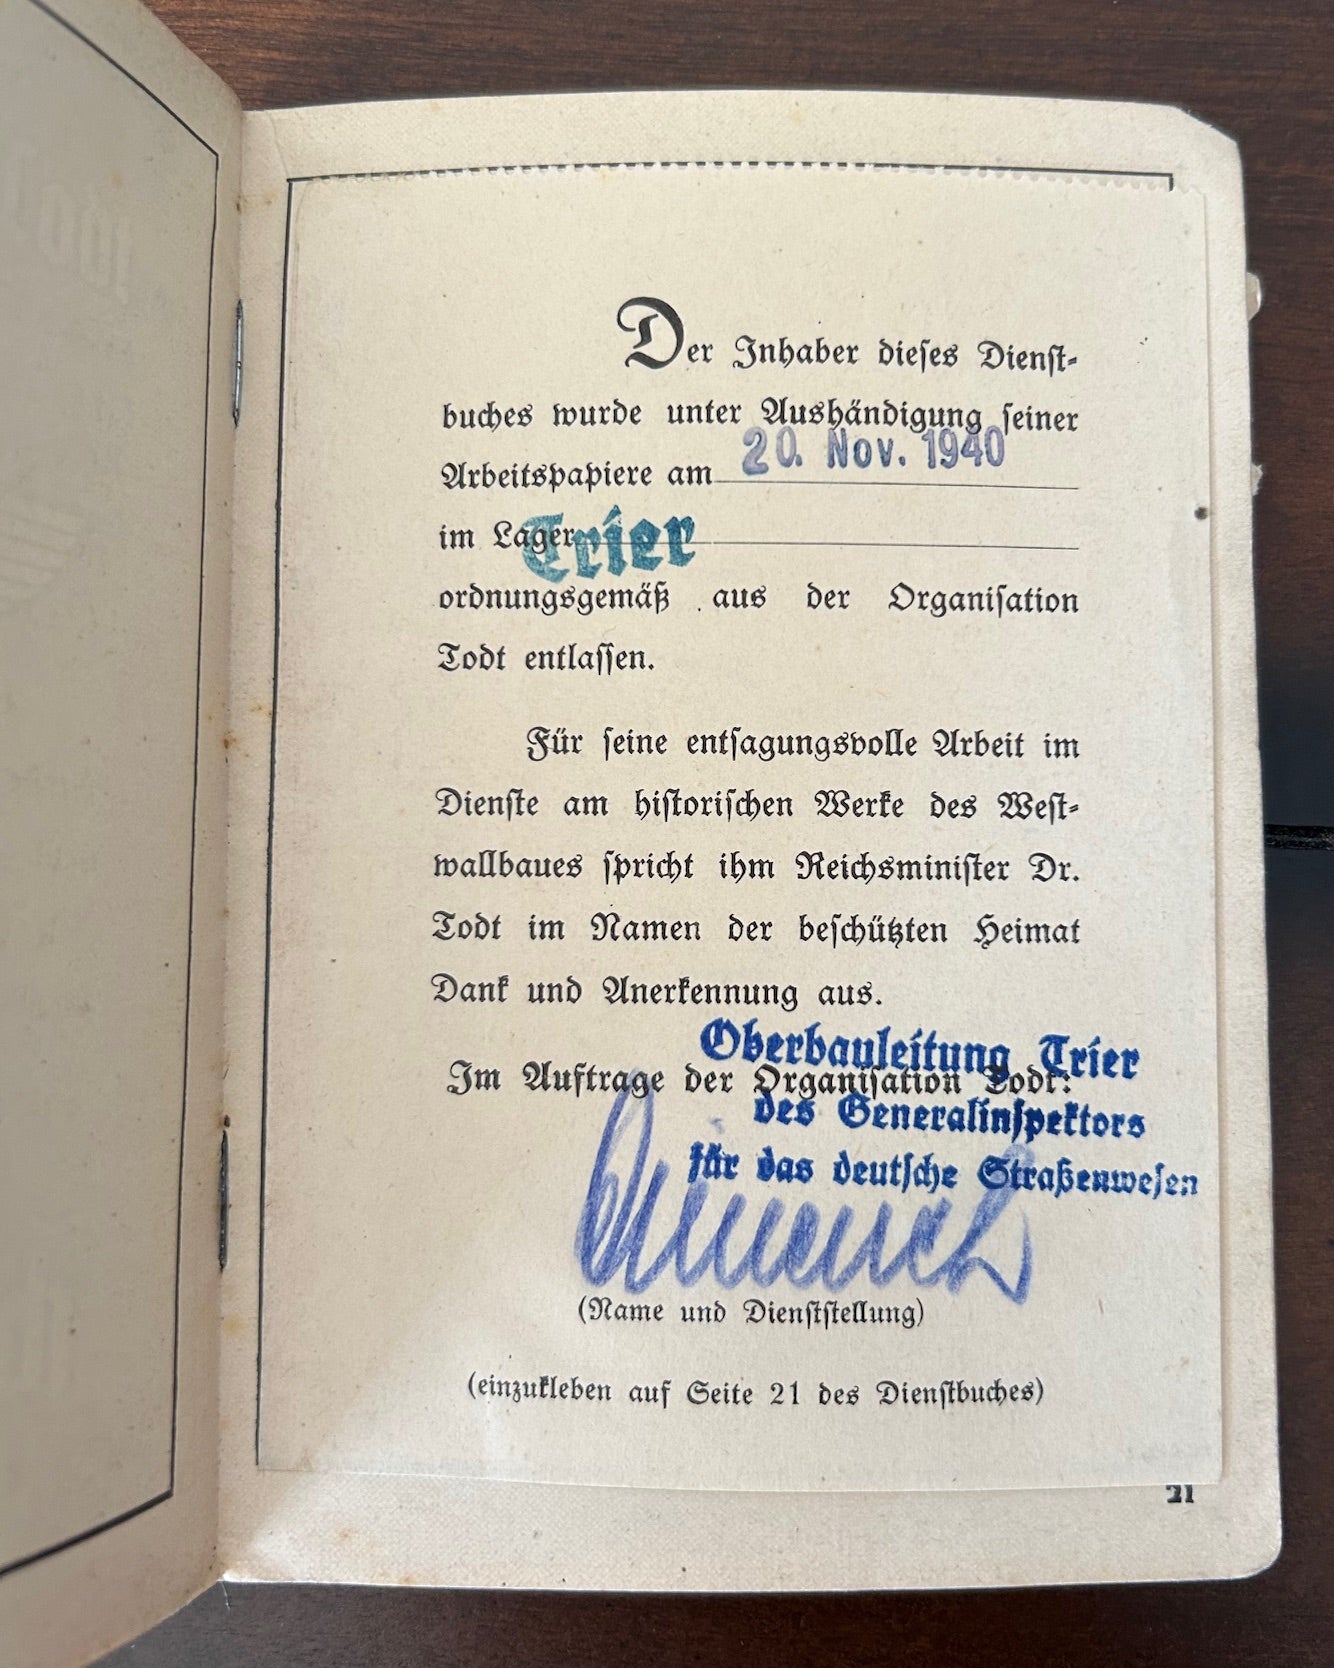 Der Inhaber dieses Dienst-
buches wurde unter Aushändigung seiner
Arbeitspapiere am 20. Nov. 1940
im Lager Trier
ordnungsgemäß aus der Organisation
Todt entlassen.
Für seine entsagungsvolle Arbeit im
Dienste am historischen Werke des West-
wallbaues spricht ihm Reichsminister Dr.
Todt im Namen der beschützten Heimat
Dank und Anerkennung aus.
Oberbauleitung Trier
Im Auftrage der Organisation Todt:
des Generalinspektors
für das deutsche Straßenwesen
(Name und Dienststellung)
(einzukleben auf Seite 21 des Dienstbuches)
21